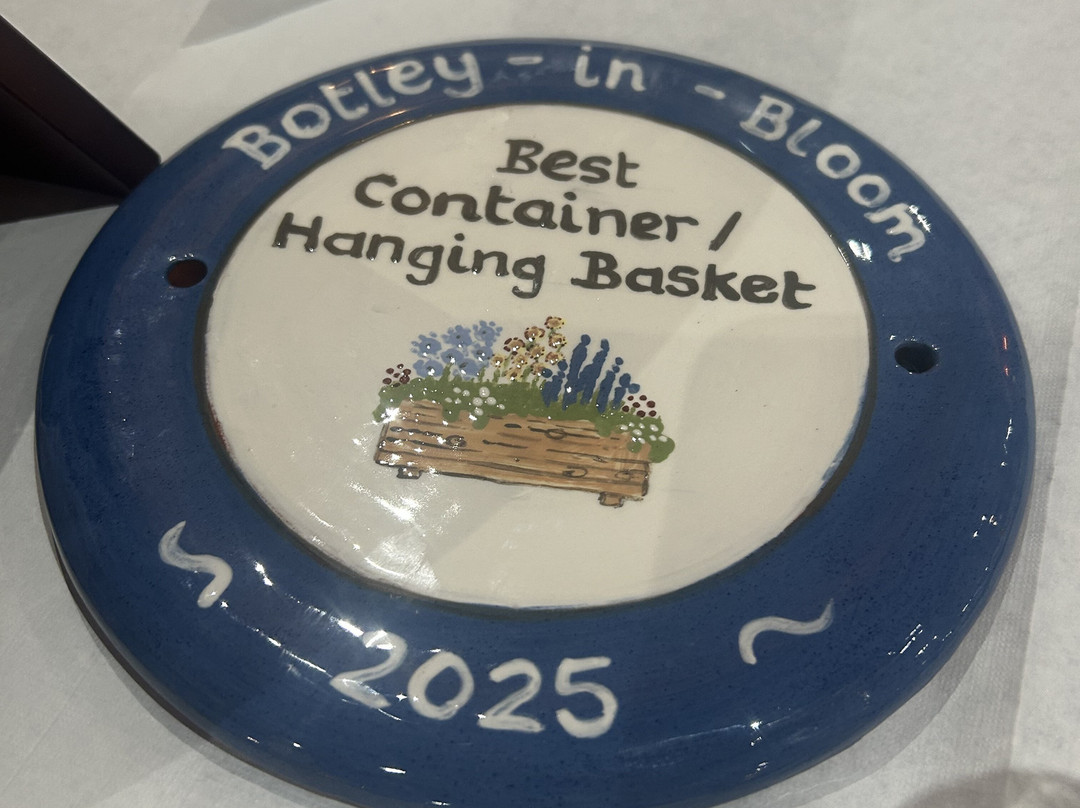 Botley - in - Bloom
Best
Container /
Hanging Basket
2025